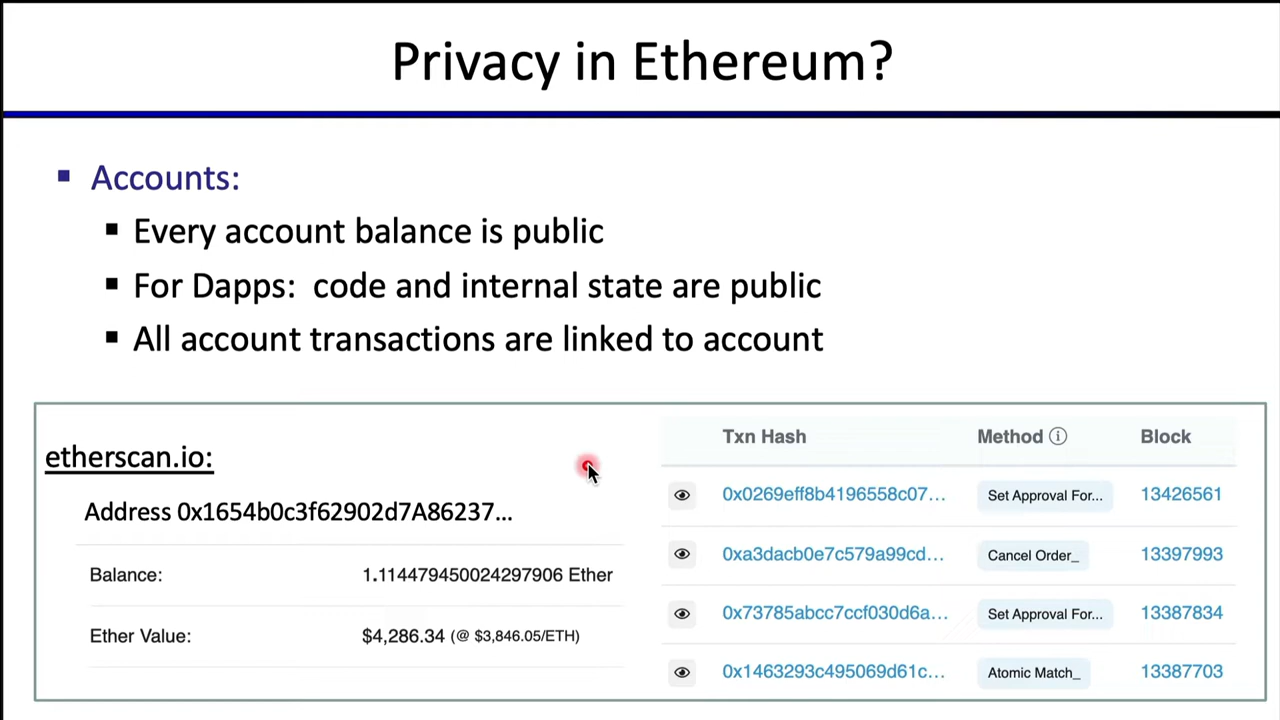 Privacy in Ethereum?
Accounts:
Every account balance is public
For Dapps: code and internal state are public
All account transactions are linked to account
etherscan.io:
Address 0x1654b0c3f62902d7A86237...
Balance: 1.114479450024297906 Ether
Ether Value: $4,286.34 (@ $3,846.05/ETH)
Txn Hash Method Block
0x0269eff8b4196558c07... Set Approval For... 13426561
0xa3dacb0e7c579a99cd... Cancel Order_ 13397993
0x73785abcc7ccf030d6a... Set Approval For... 13387834
0x1463293c495069d61c... Atomic Match_ 13387703